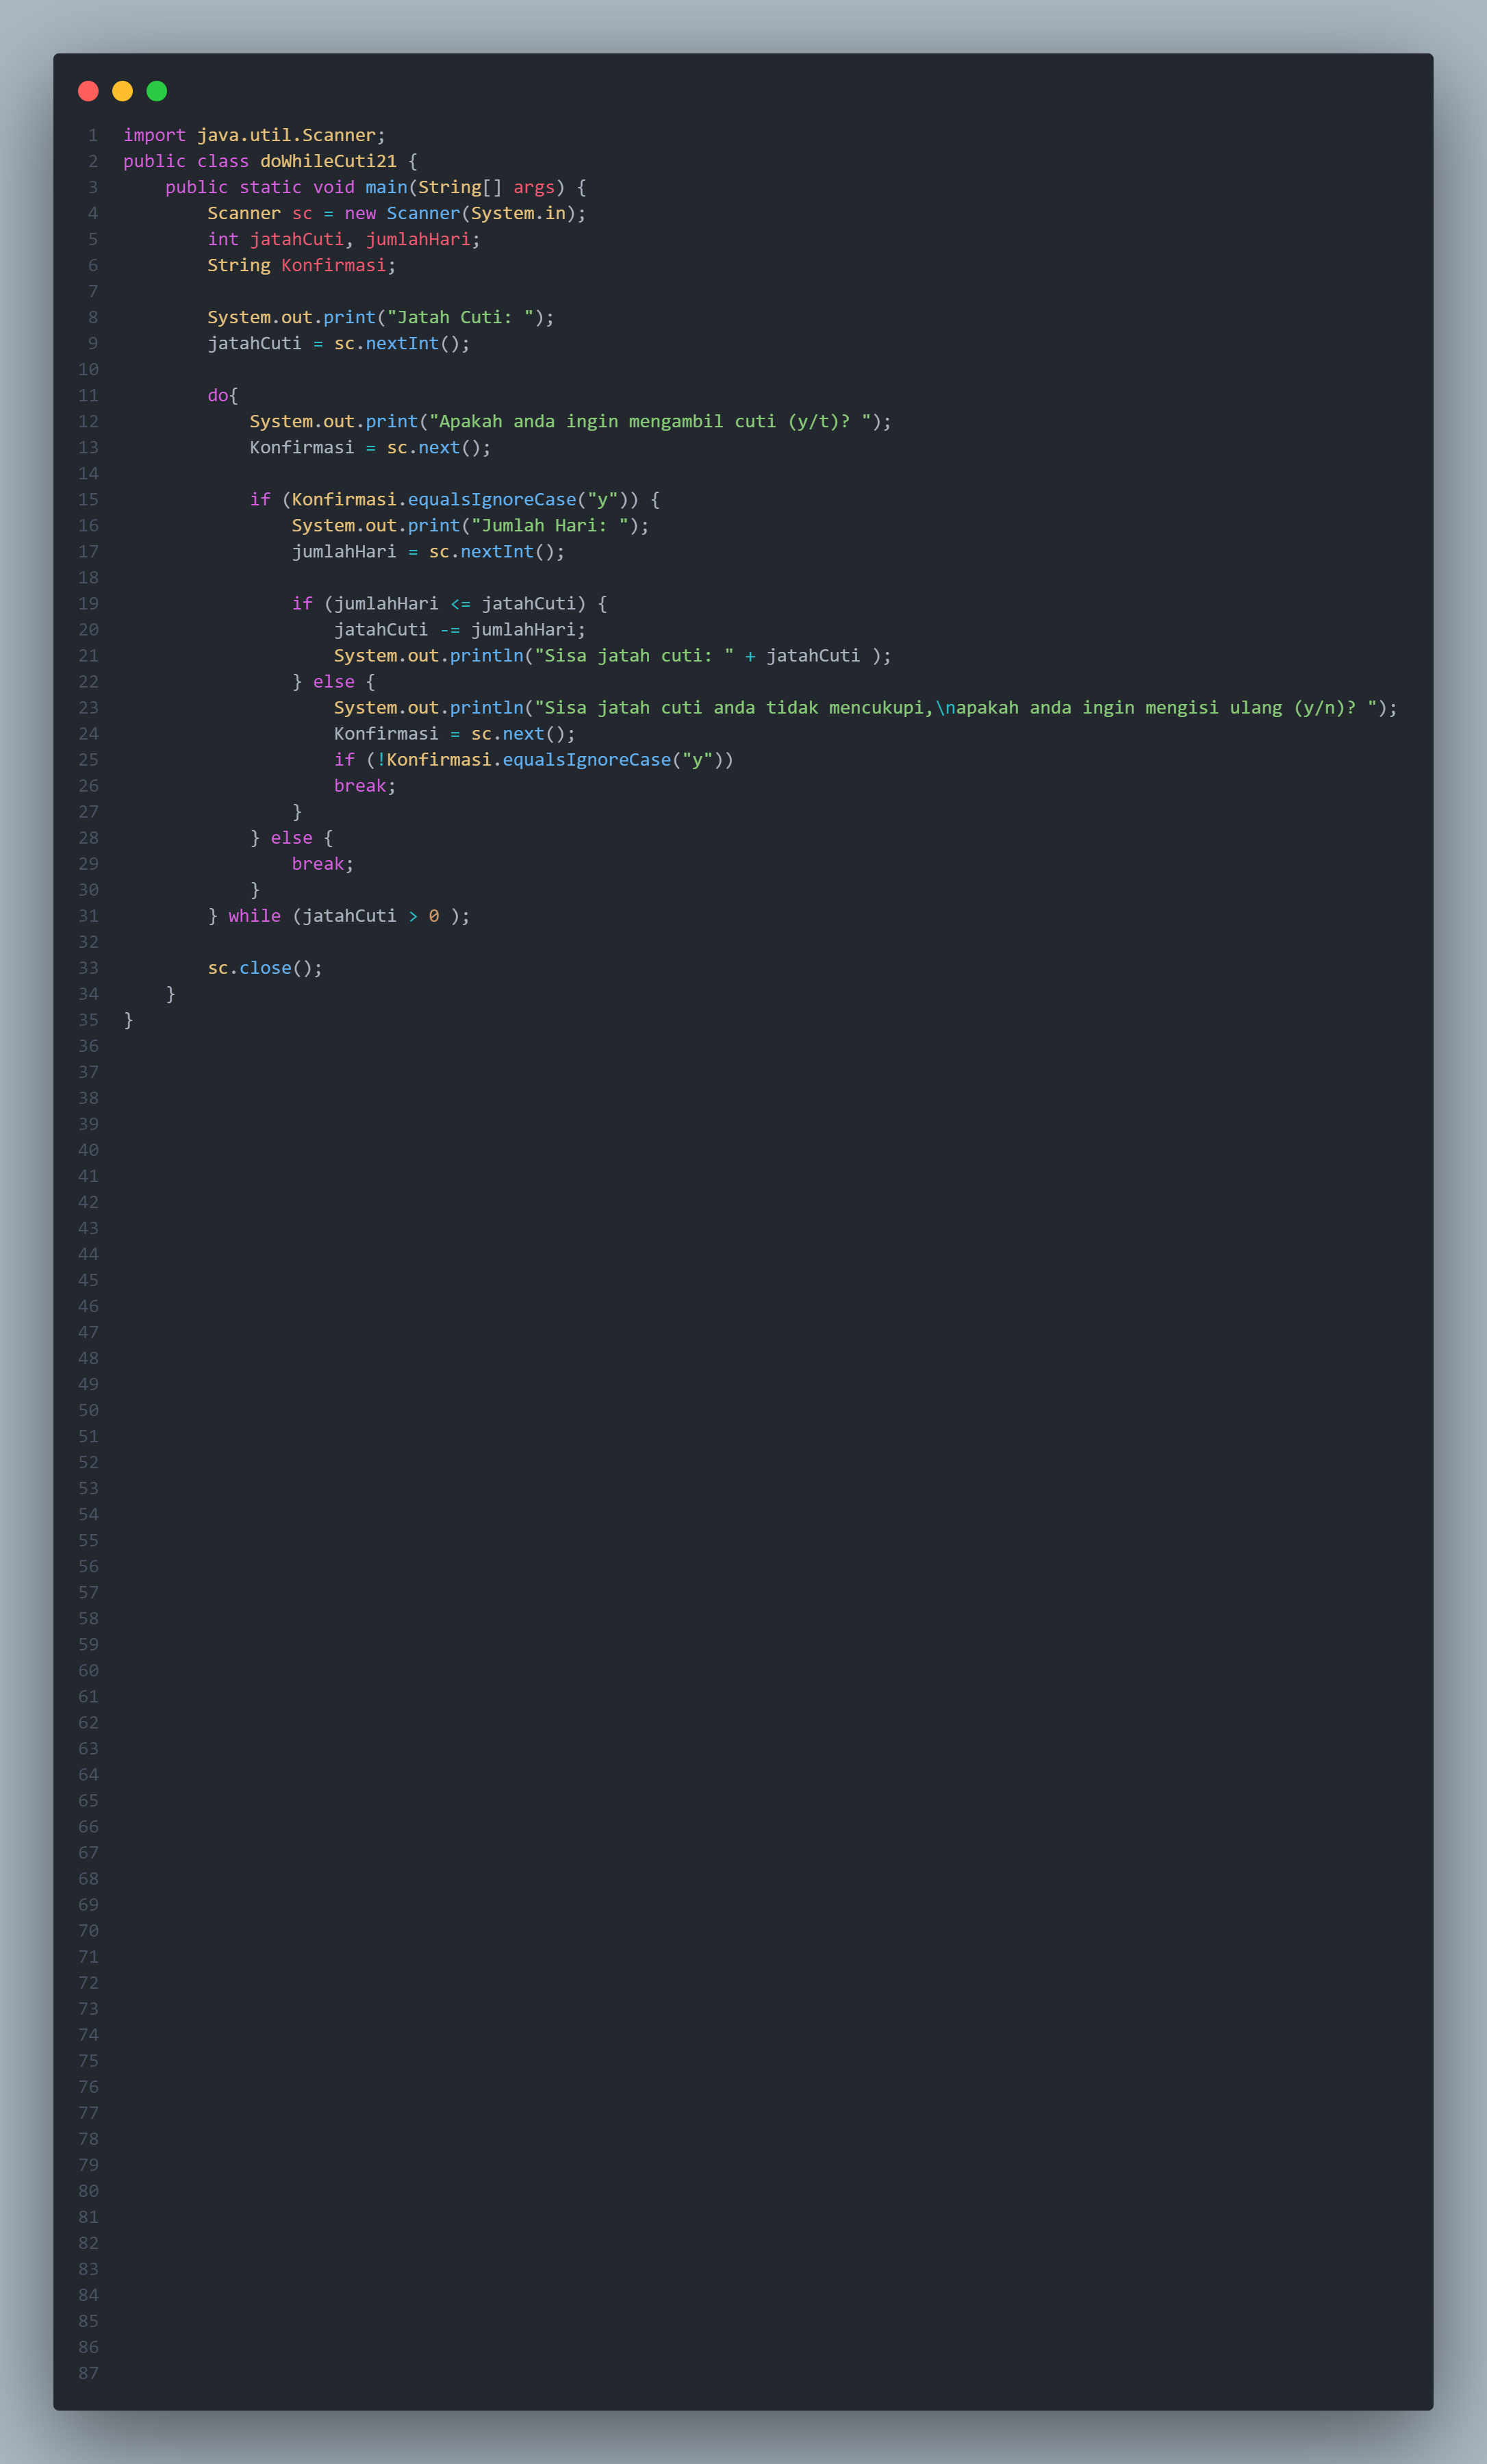 1 import java.util.Scanner;
2 public class doWhileCuti21 {
3     public static void main(String[] args) {
4         Scanner sc = new Scanner(System.in);
5         int jatahCuti, jumlahHari;
6         String Konfirmasi;
7
8         System.out.print("Jatah Cuti: ");
9         jatahCuti = sc.nextInt();
10
11         do{
12             System.out.print("Apakah anda ingin mengambil cuti (y/t)? ");
13             Konfirmasi = sc.next();
14
15             if (Konfirmasi.equalsIgnoreCase("y")) {
16                 System.out.print("Jumlah Hari: ");
17                 jumlahHari = sc.nextInt();
18
19                 if (jumlahHari <= jatahCuti) {
20                     jatahCuti -= jumlahHari;
21                     System.out.println("Sisa jatah cuti: " + jatahCuti );
22                 } else {
23                     System.out.println("Sisa jatah cuti anda tidak mencukupi,\napakah anda ingin mengisi ulang (y/n)? ");
24                     Konfirmasi = sc.next();
25                     if (!Konfirmasi.equalsIgnoreCase("y"))
26                     break;
27                 }
28             } else {
29                 break;
30             }
31         } while (jatahCuti > 0 );
32
33         sc.close();
34     }
35 }
36
37
38
39
40
41
42
43
44
45
46
47
48
49
50
51
52
53
54
55
56
57
58
59
60
61
62
63
64
65
66
67
68
69
70
71
72
73
74
75
76
77
78
79
80
81
82
83
84
85
86
87